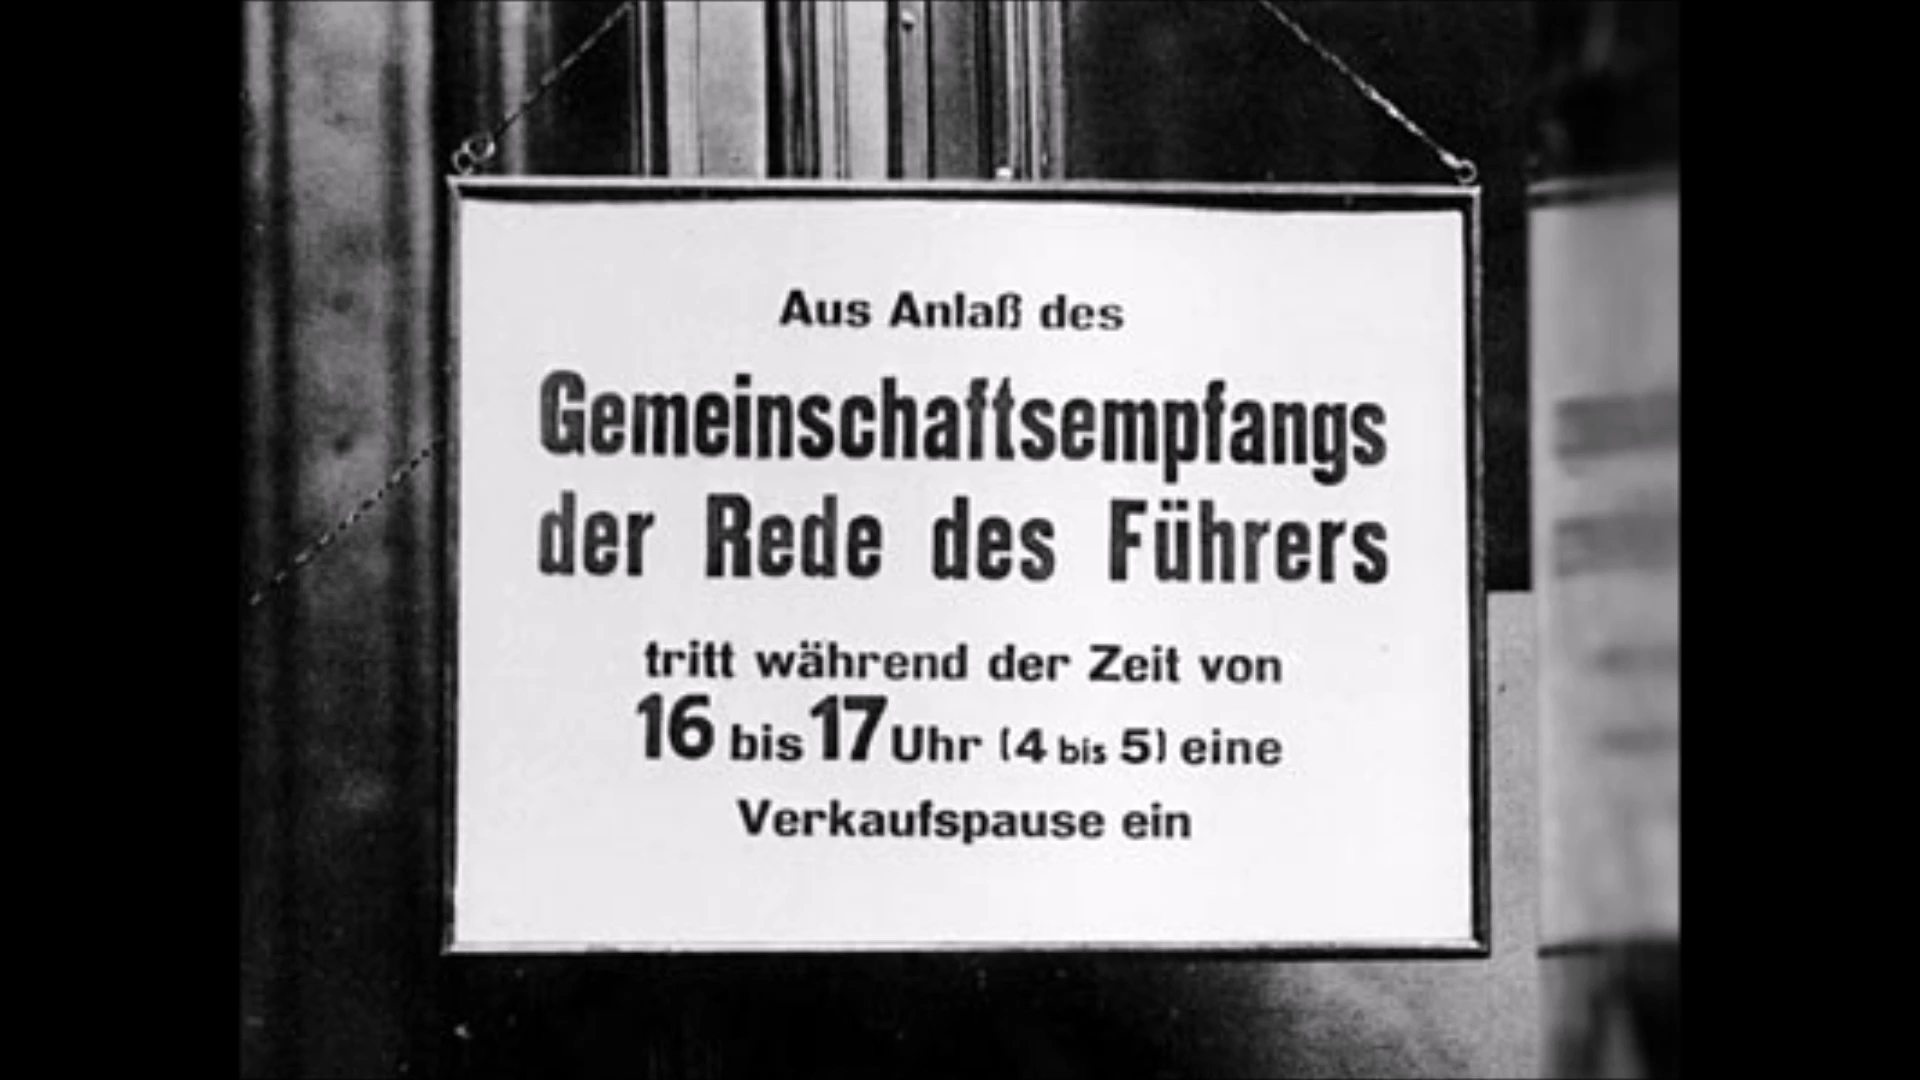 Aus Anlaß des
Gemeinschaftsempfangs
der Rede des Führers
tritt während der Zeit von
16 bis 17 Uhr (4 bis 5) eine
Verkaufspause ein